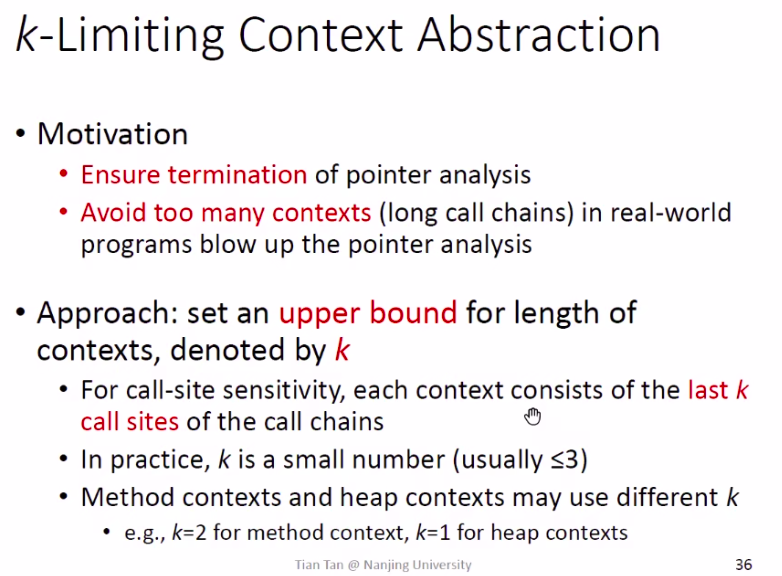 k-Limiting Context Abstraction
• Motivation
• Ensure termination of pointer analysis
• Avoid too many contexts (long call chains) in real-world
programs blow up the pointer analysis
• Approach: set an upper bound for length of
contexts, denoted by k
• For call-site sensitivity, each context consists of the last k
call sites of the call chains
• In practice, k is a small number (usually ≤3)
• Method contexts and heap contexts may use different k
• e.g., k=2 for method context, k=1 for heap contexts
Tian Tan @ Nanjing University
36